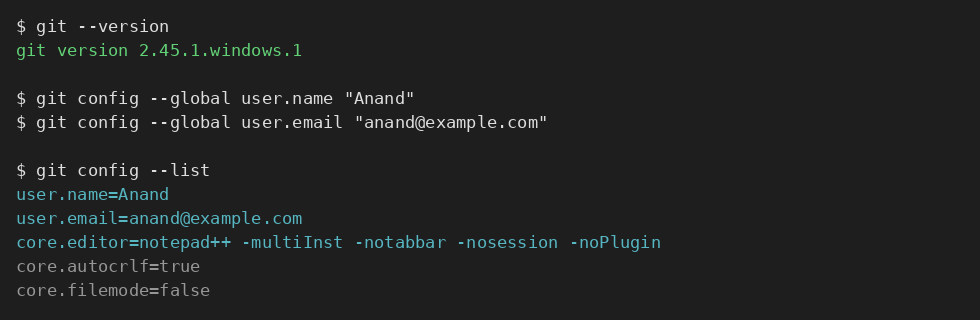 $ git --version
git version 2.45.1.windows.1
$ git config --global user.name "Anand"
$ git config --global user.email "anand@example.com"
$ git config --list
user.name=Anand
user.email=anand@example.com
core.editor=notepad++ -multiInst -notabbar -nosession -noPlugin
core.autocrlf=true
core.filemode=false